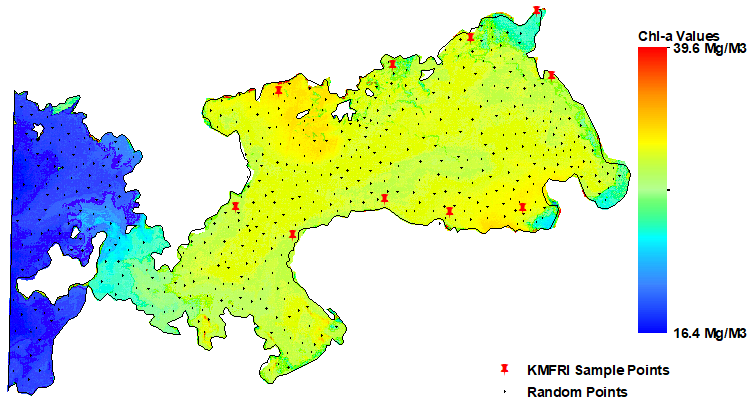 Chl-a Values
39.6 Mg/M3
16.4 Mg/M3
KMFRI Sample Points
Random Points